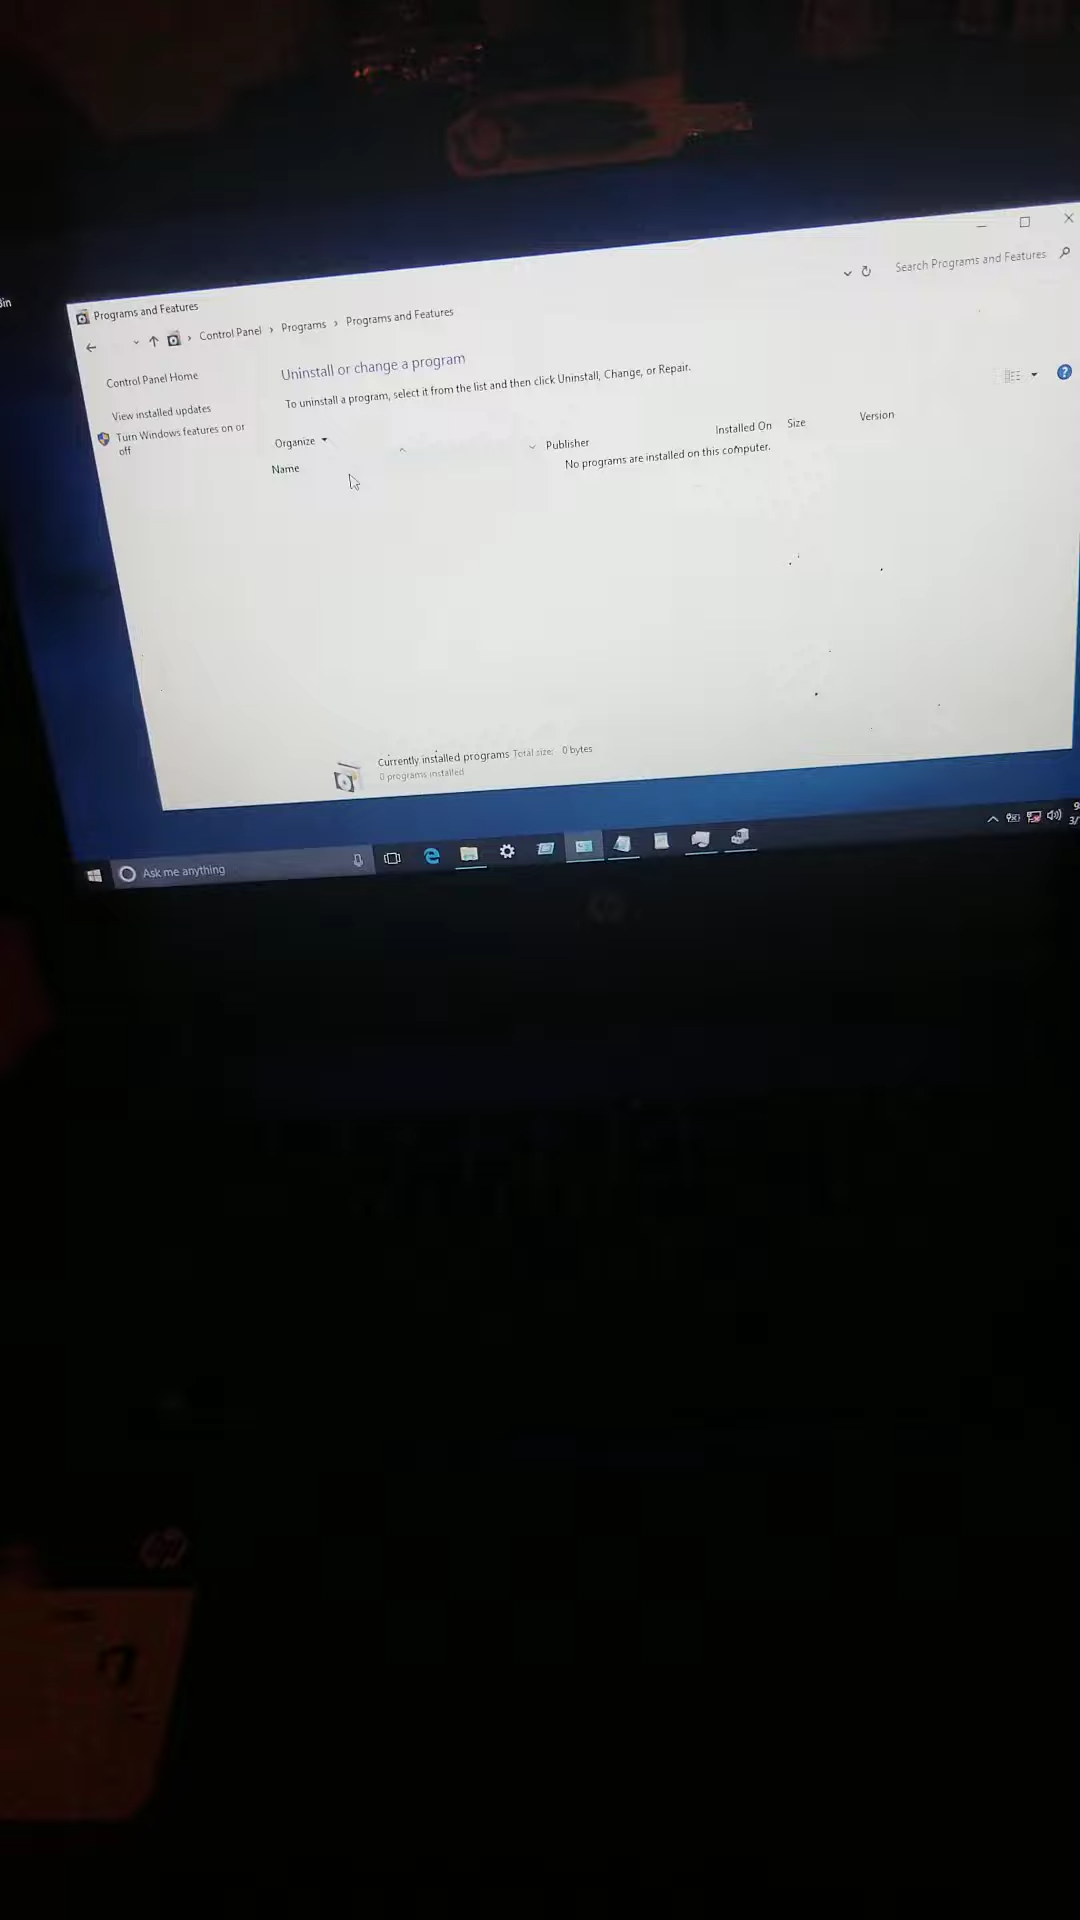 Bin
Programs and Features
Control Panel › Programs › Programs and Features
Search Programs and Features
Control Panel Home
View installed updates
Turn Windows features on or
off
Uninstall or change a program
To uninstall a program, select it from the list and then click Uninstall, Change, or Repair.
Organize
Name
Publisher
Installed On
Size
Version
No programs are installed on this computer.
Currently installed programs Total size: 0 bytes
0 programs installed
Ask me anything
hp